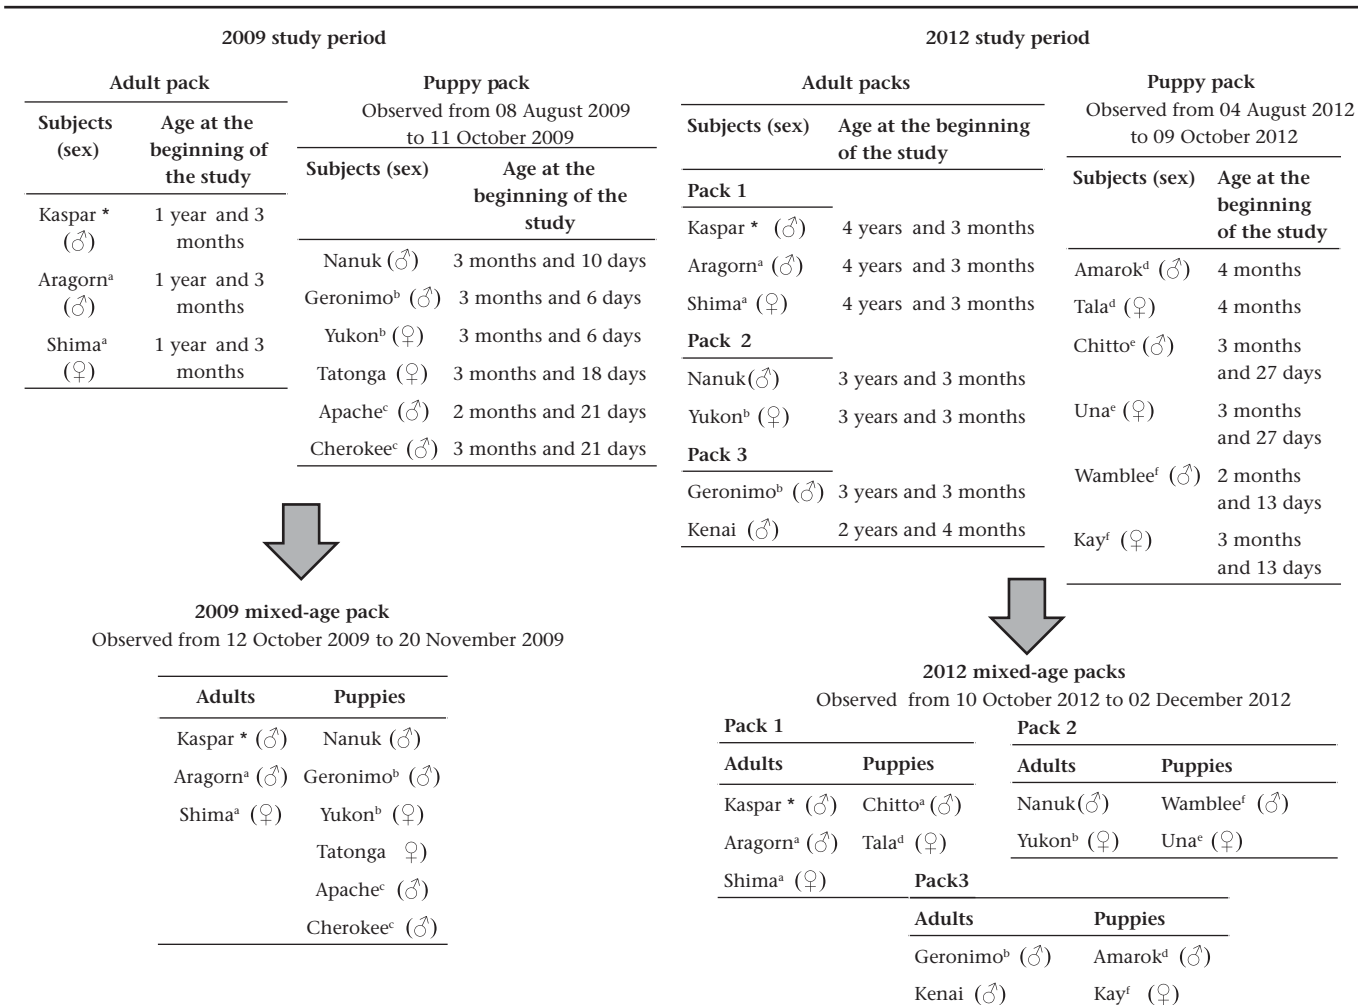 2009 study period
Adult pack
Subjects (sex)
Age at the beginning of the study
Kaspar * (♂) 1 year and 3 months
Aragornᵃ (♂) 1 year and 3 months
Shimaᵃ (♀) 1 year and 3 months
Puppy pack
Observed from 08 August 2009
to 11 October 2009
Subjects (sex)
Age at the beginning of the study
Nanuk (♂) 3 months and 10 days
Geronimoᵇ (♂) 3 months and 6 days
Yukonᵇ (♀) 3 months and 6 days
Tatonga (♀) 3 months and 18 days
Apacheᶜ (♂) 2 months and 21 days
Cherokeeᶜ (♂) 3 months and 21 days
2009 mixed-age pack
Observed from 12 October 2009 to 20 November 2009
Adults Puppies
Kaspar * (♂) Nanuk (♂)
Aragornᵃ (♂) Geronimoᵇ (♂)
Shimaᵃ (♀) Yukonᵇ (♀)
Tatonga ♀)
Apacheᶜ (♂)
Cherokeeᶜ (♂)
2012 study period
Adult packs
Subjects (sex) Age at the beginning
of the study
Pack 1
Kaspar * (♂) 4 years and 3 months
Aragornᵃ (♂) 4 years and 3 months
Shimaᵃ (♀) 4 years and 3 months
Pack 2
Nanuk(♂) 3 years and 3 months
Yukonᵇ (♀) 3 years and 3 months
Pack 3
Geronimoᵇ (♂) 3 years and 3 months
Kenai (♂) 2 years and 4 months
Puppy pack
Observed from 04 August 2012
to 09 October 2012
Subjects (sex) Age at the
beginning
of the study
Amarokᵈ (♂) 4 months
Talaᵈ (♀) 4 months
Chittoᵉ (♂) 3 months
and 27 days
Unaᵉ (♀) 3 months
and 27 days
Wambleeᶠ (♂) 2 months
and 13 days
Kayᶠ (♀) 3 months
and 13 days
2012 mixed-age packs
Observed from 10 October 2012 to 02 December 2012
Pack 1
Adults Puppies
Kaspar * (♂) Chittoᵃ (♂)
Aragornᵃ (♂) Talaᵈ (♀)
Shimaᵃ (♀)
Pack 2
Adults Puppies
Nanuk(♂) Wambleeᶠ (♂)
Yukonᵇ (♀) Unaᵉ (♀)
Pack3
Adults Puppies
Geronimoᵇ (♂) Amarokᵈ (♂)
Kenai (♂) Kayᶠ (♀)